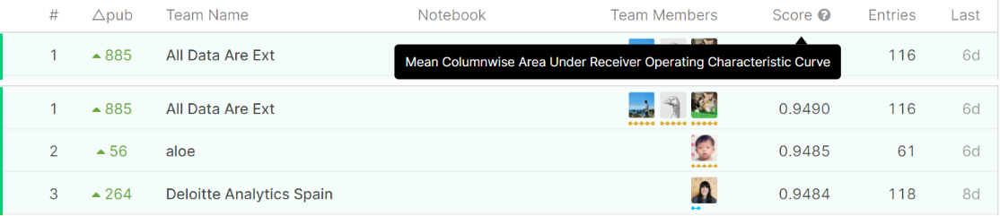 # △pub Team Name Notebook Team Members Score ? Entries Last
1 885 All Data Are Ext 116 6d
Mean Columnwise Area Under Receiver Operating Characteristic Curve
1 885 All Data Are Ext 0.9490 116 6d
2 56 aloe 0.9485 61 6d
3 264 Deloitte Analytics Spain 0.9484 118 8d